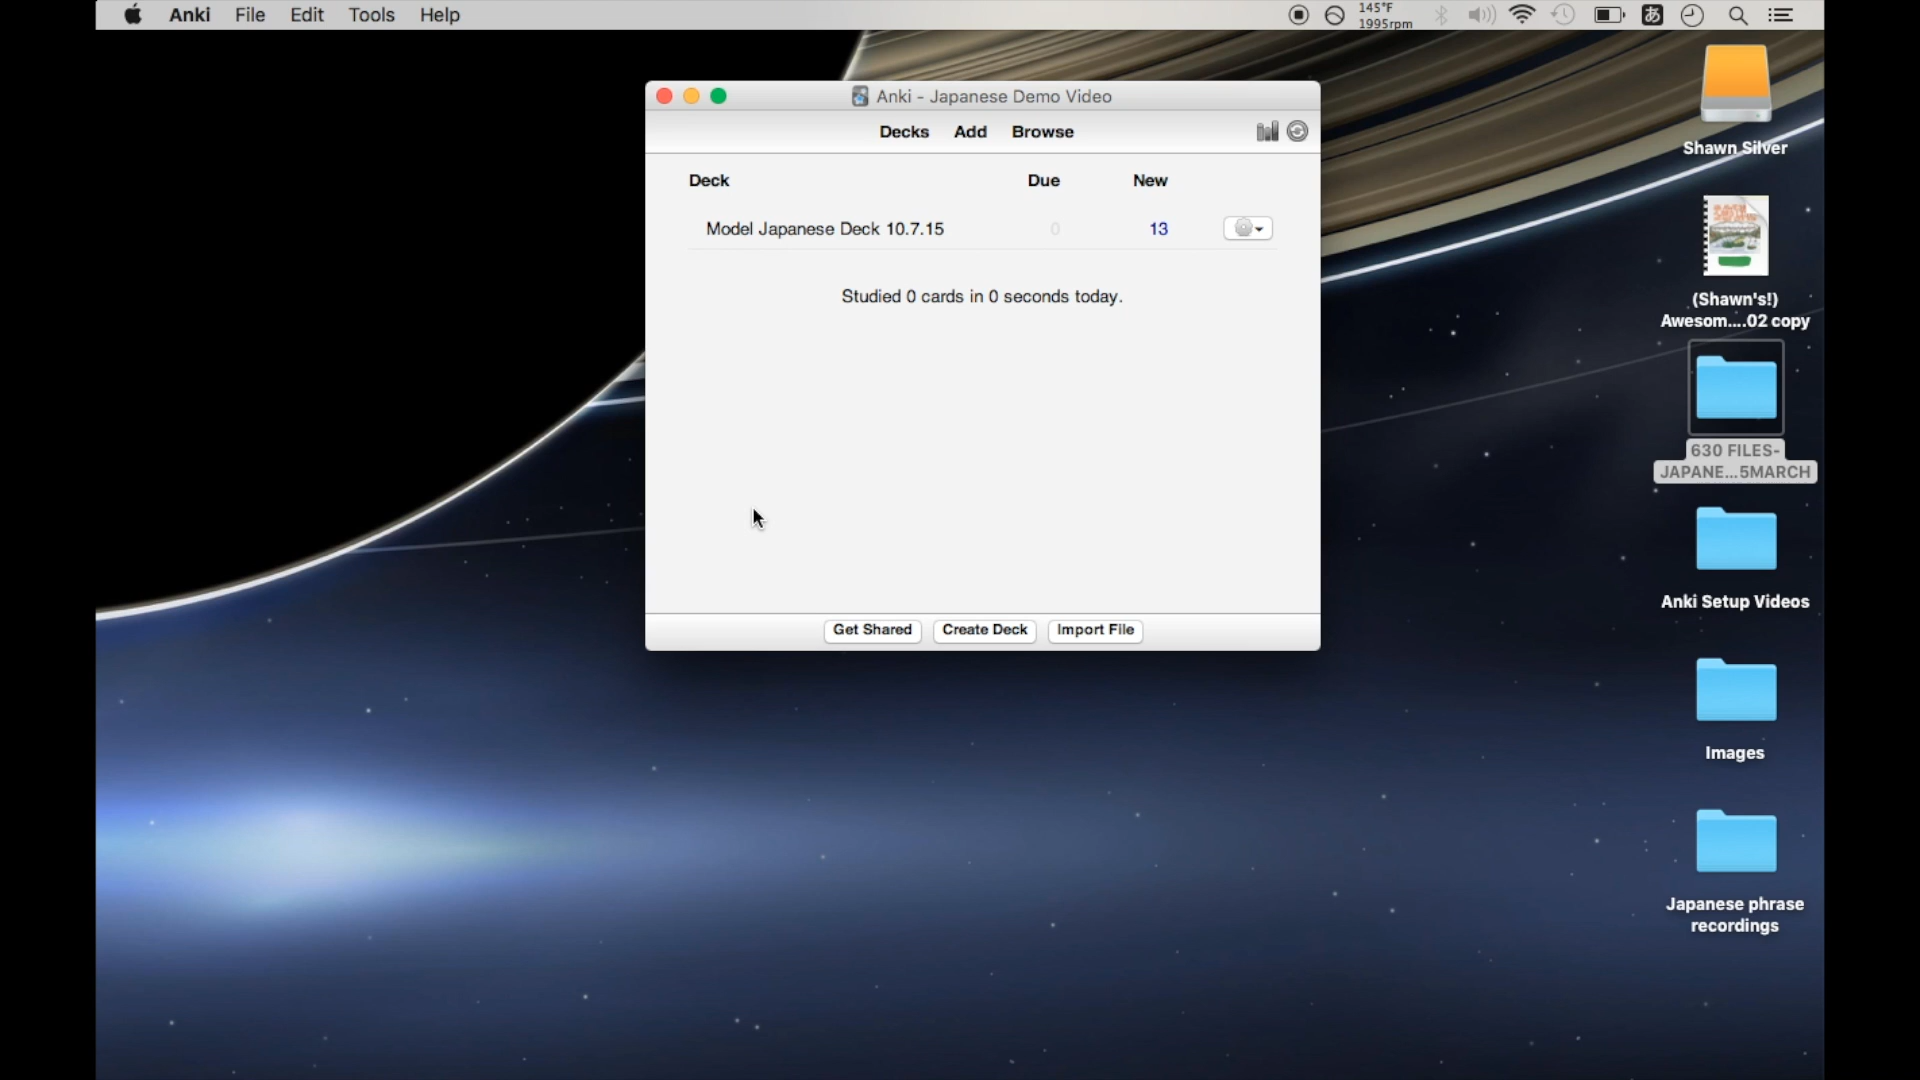 Anki File Edit Tools Help
145°F
1995rpm
あ
Anki - Japanese Demo Video
Decks Add Browse
Deck Due New
Model Japanese Deck 10.7.15 0 13
Studied 0 cards in 0 seconds today.
Get Shared Create Deck Import File
Shawn Silver
(Shawn's!)
Awesom....02 copy
630 FILES-
JAPANE...5MARCH
Anki Setup Videos
Images
Japanese phrase
recordings